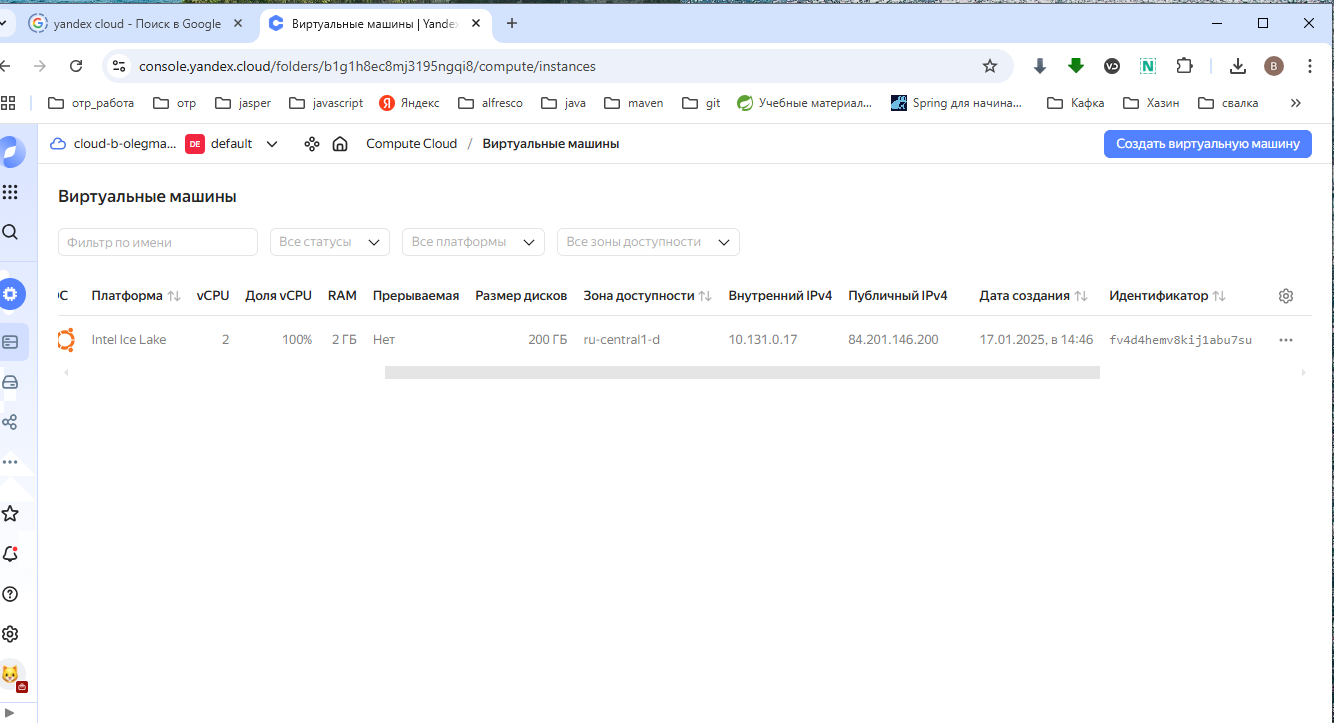 yandex cloud - Поиск в Google
Виртуальные машины | Yandex
console.yandex.cloud/folders/b1g1h8ec8mj3195ngqi8/compute/instances
B
отр_работа отр jasper javascript Яндекс alfresco java maven git Учебные материал... Spring для начина... Кафка Хазин свалка
cloud-b-olegma... DE default Compute Cloud / Виртуальные машины Создать виртуальную машину
Виртуальные машины
Фильтр по имени Все статусы Все платформы Все зоны доступности
ОС Платформа vCPU Доля vCPU RAM Прерываемая Размер дисков Зона доступности Внутренний IPv4 Публичный IPv4 Дата создания Идентификатор
Intel Ice Lake 2 100% 2 ГБ Нет 200 ГБ ru-central1-d 10.131.0.17 84.201.146.200 17.01.2025, в 14:46 fv4d4hemv8kij1abu7su